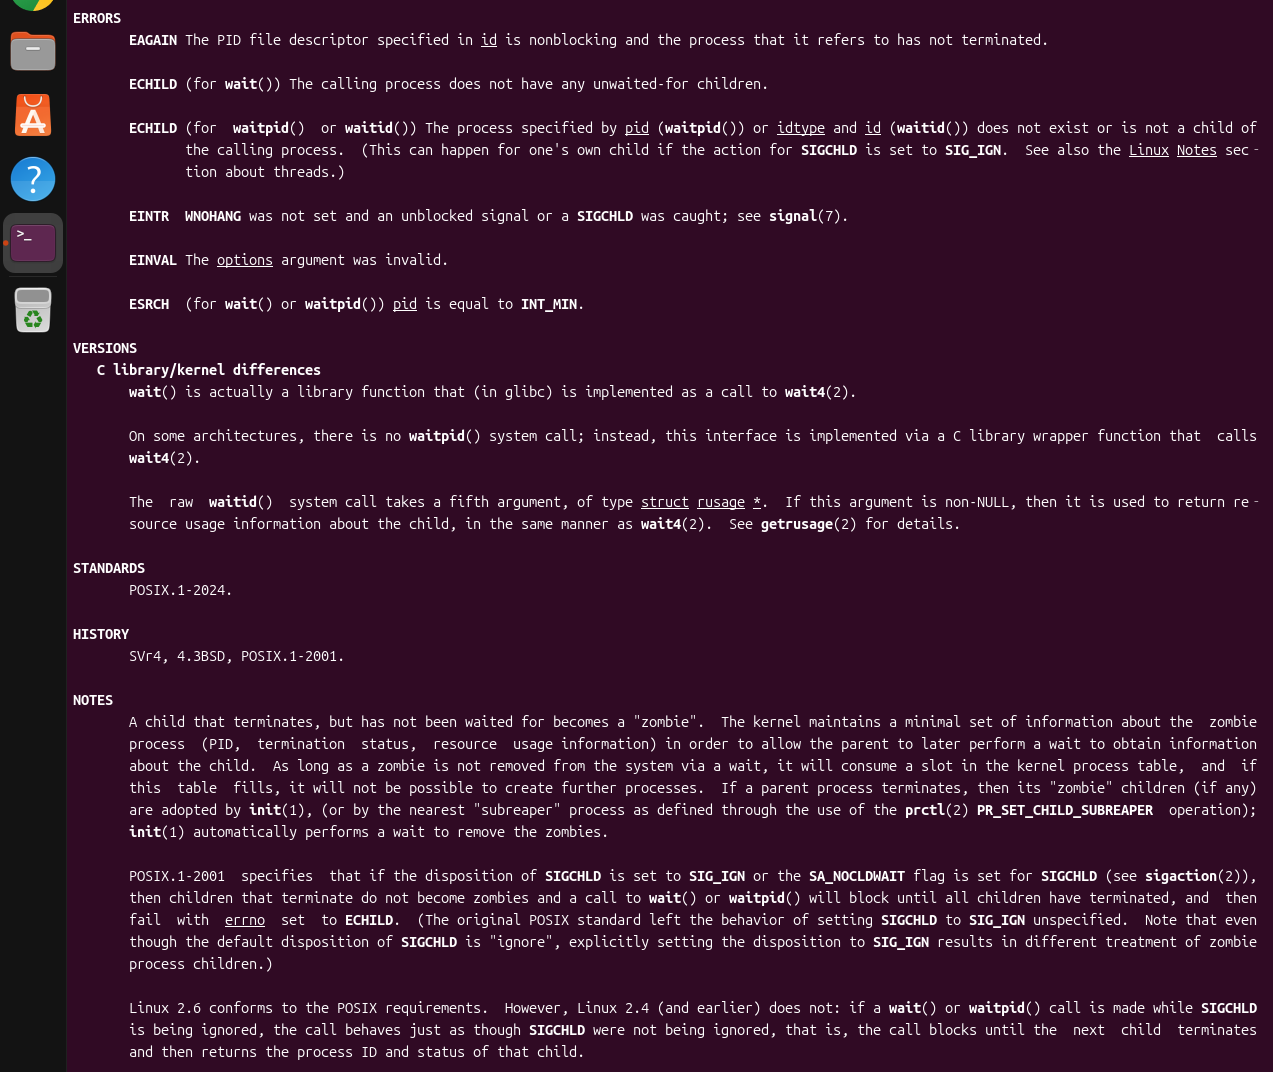 ERRORS
EAGAIN The PID file descriptor specified in id is nonblocking and the process that it refers to has not terminated.
ECHILD (for wait()) The calling process does not have any unwaited-for children.
ECHILD (for  waitpid()  or waitid()) The process specified by pid (waitpid()) or idtype and id (waitid()) does not exist or is not a child of
the calling process.  (This can happen for one's own child if the action for SIGCHLD is set to SIG_IGN.  See also the Linux Notes sec-
tion about threads.)
EINTR  WNOHANG was not set and an unblocked signal or a SIGCHLD was caught; see signal(7).
EINVAL The options argument was invalid.
ESRCH  (for wait() or waitpid()) pid is equal to INT_MIN.
VERSIONS
C library/kernel differences
wait() is actually a library function that (in glibc) is implemented as a call to wait4(2).
On some architectures, there is no waitpid() system call; instead, this interface is implemented via a C library wrapper function that  calls
wait4(2).
The  raw  waitid()  system call takes a fifth argument, of type struct rusage *.  If this argument is non-NULL, then it is used to return re-
source usage information about the child, in the same manner as wait4(2).  See getrusage(2) for details.
STANDARDS
POSIX.1-2024.
HISTORY
SVr4, 4.3BSD, POSIX.1-2001.
NOTES
A child that terminates, but has not been waited for becomes a "zombie".  The kernel maintains a minimal set of information about the  zombie
process  (PID,  termination  status,  resource  usage information) in order to allow the parent to later perform a wait to obtain information
about the child.  As long as a zombie is not removed from the system via a wait, it will consume a slot in the kernel process table,  and  if
this  table  fills, it will not be possible to create further processes.  If a parent process terminates, then its "zombie" children (if any)
are adopted by init(1), (or by the nearest "subreaper" process as defined through the use of the prctl(2) PR_SET_CHILD_SUBREAPER  operation);
init(1) automatically performs a wait to remove the zombies.
POSIX.1-2001  specifies  that if the disposition of SIGCHLD is set to SIG_IGN or the SA_NOCLDWAIT flag is set for SIGCHLD (see sigaction(2)),
then children that terminate do not become zombies and a call to wait() or waitpid() will block until all children have terminated, and  then
fail  with  errno  set  to ECHILD.  (The original POSIX standard left the behavior of setting SIGCHLD to SIG_IGN unspecified.  Note that even
though the default disposition of SIGCHLD is "ignore", explicitly setting the disposition to SIG_IGN results in different treatment of zombie
process children.)
Linux 2.6 conforms to the POSIX requirements.  However, Linux 2.4 (and earlier) does not: if a wait() or waitpid() call is made while SIGCHLD
is being ignored, the call behaves just as though SIGCHLD were not being ignored, that is, the call blocks until the  next  child  terminates
and then returns the process ID and status of that child.